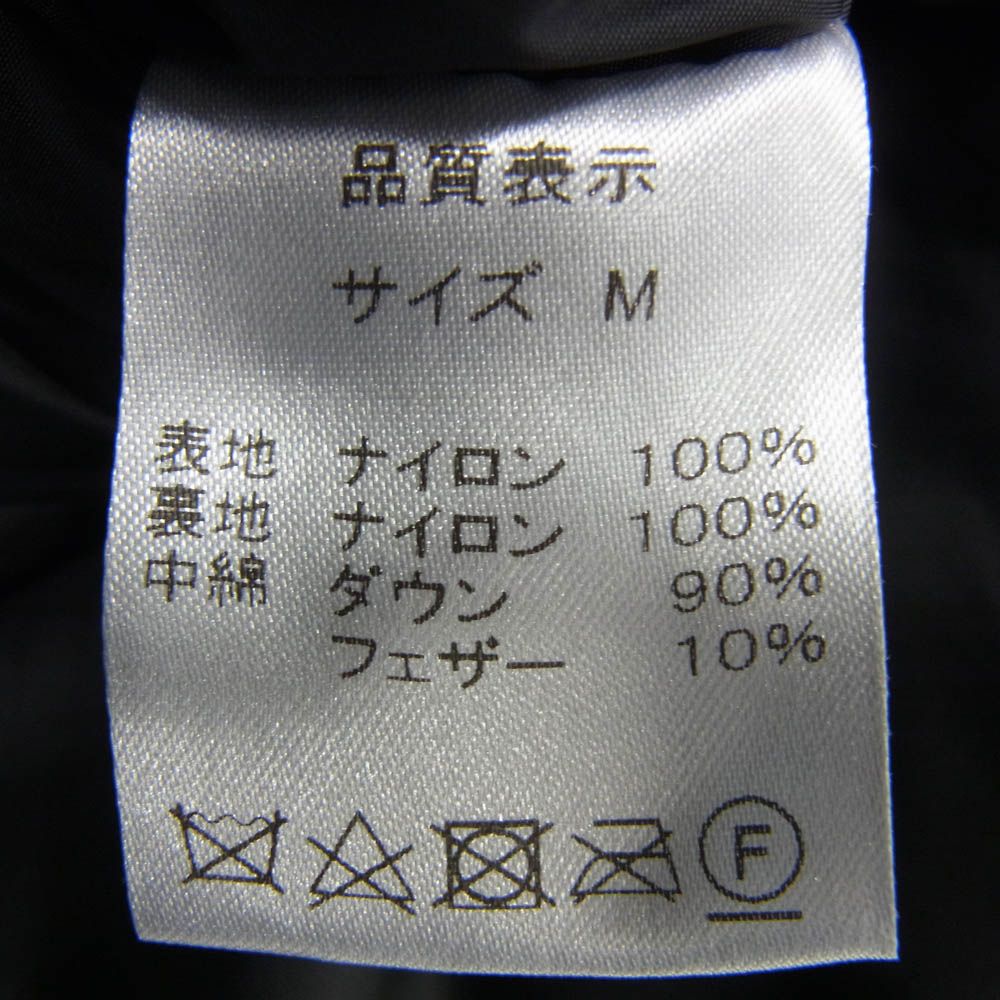 品質表示
サイズ M
表地 ナイロン 100%
裏地 ナイロン 100%
中綿 ダウン 90%
フェザー 10%
F